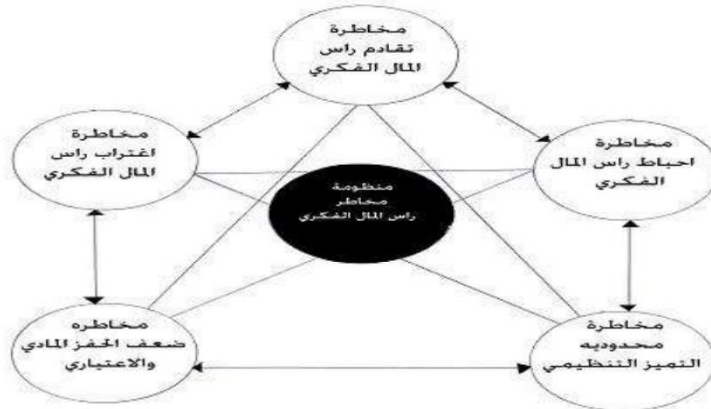 مخاطرة
تقادم راس
المال الفكري
مخاطرة
اغتراب راس
المال الفكري
مخاطرة
احباط راس المال
الفكري
منظومة
مخاطر
راس المال الفكري
مخاطره
ضعف الحفز المادي
والاعتباري
مخاطرة
محدوديه
التميز التنظيمي